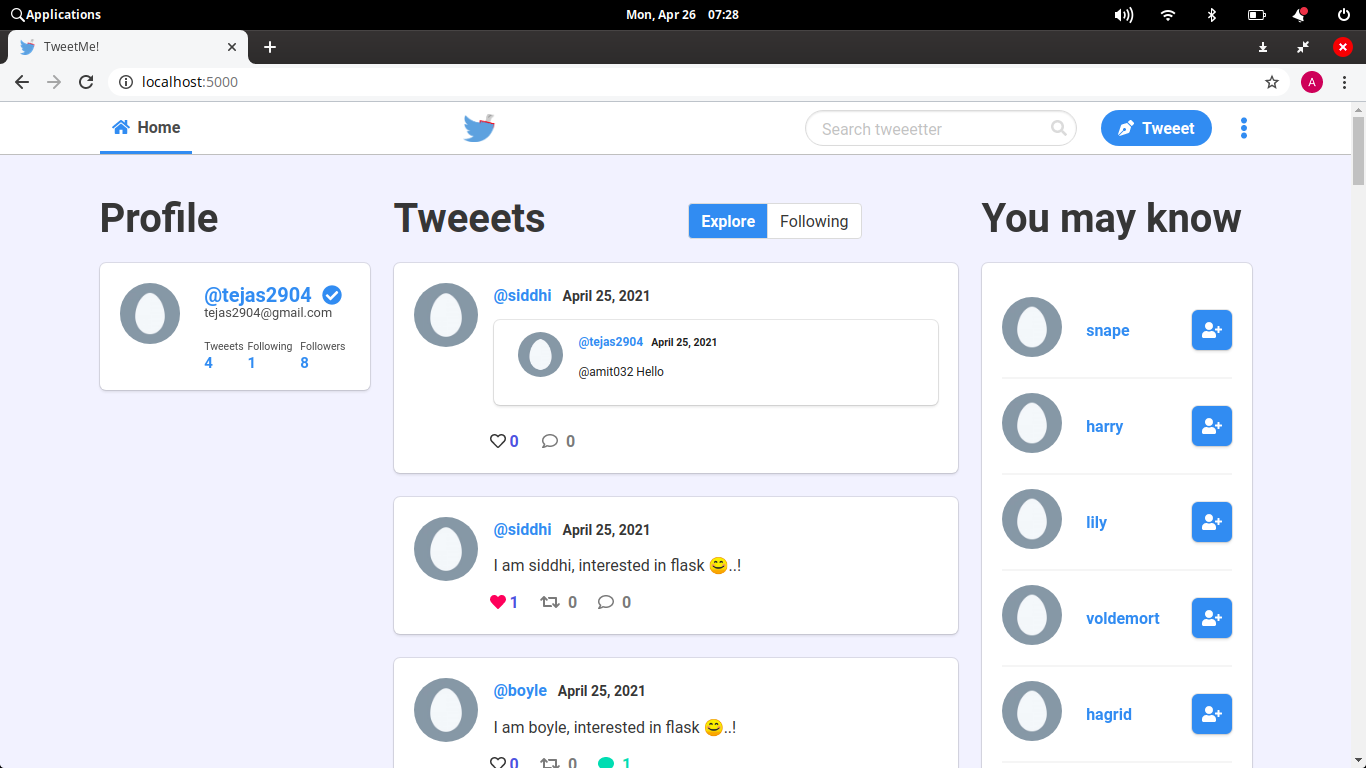 Applications
Mon, Apr 26 07:28
TweetMe!
localhost:5000
Home
Search tweeetter
Tweeet
Profile
@tejas2904
tejas2904@gmail.com
Tweeets Following Followers
4 1 8
Tweeets
Explore Following
@siddhi April 25, 2021
@tejas2904 April 25, 2021
@amit032 Hello
0 0
@siddhi April 25, 2021
I am siddhi, interested in flask 😊..!
1 0 0
@boyle April 25, 2021
I am boyle, interested in flask 😊..!
0 0 1
You may know
snape
harry
lily
voldemort
hagrid
A